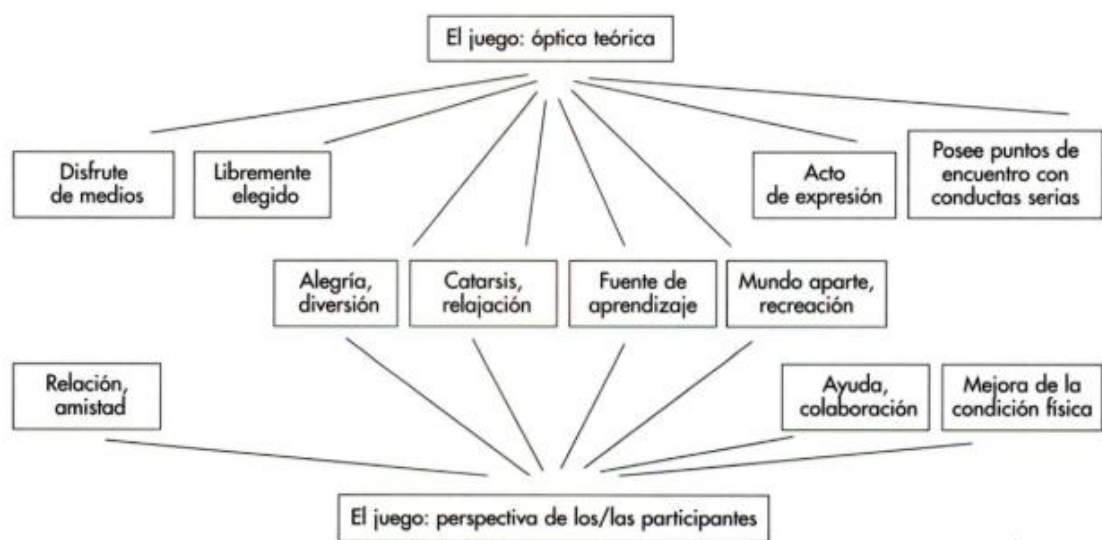 El juego: óptica teórica
Disfrute
de medios
Libremente
elegido
Acto
de expresión
Posee puntos de
encuentro con
conductas serias
Alegría,
diversión
Catarsis,
relajación
Fuente de
aprendizaje
Mundo aparte,
recreación
Relación,
amistad
Ayuda,
colaboración
Mejora de la
condición física
El juego: perspectiva de los/las participantes